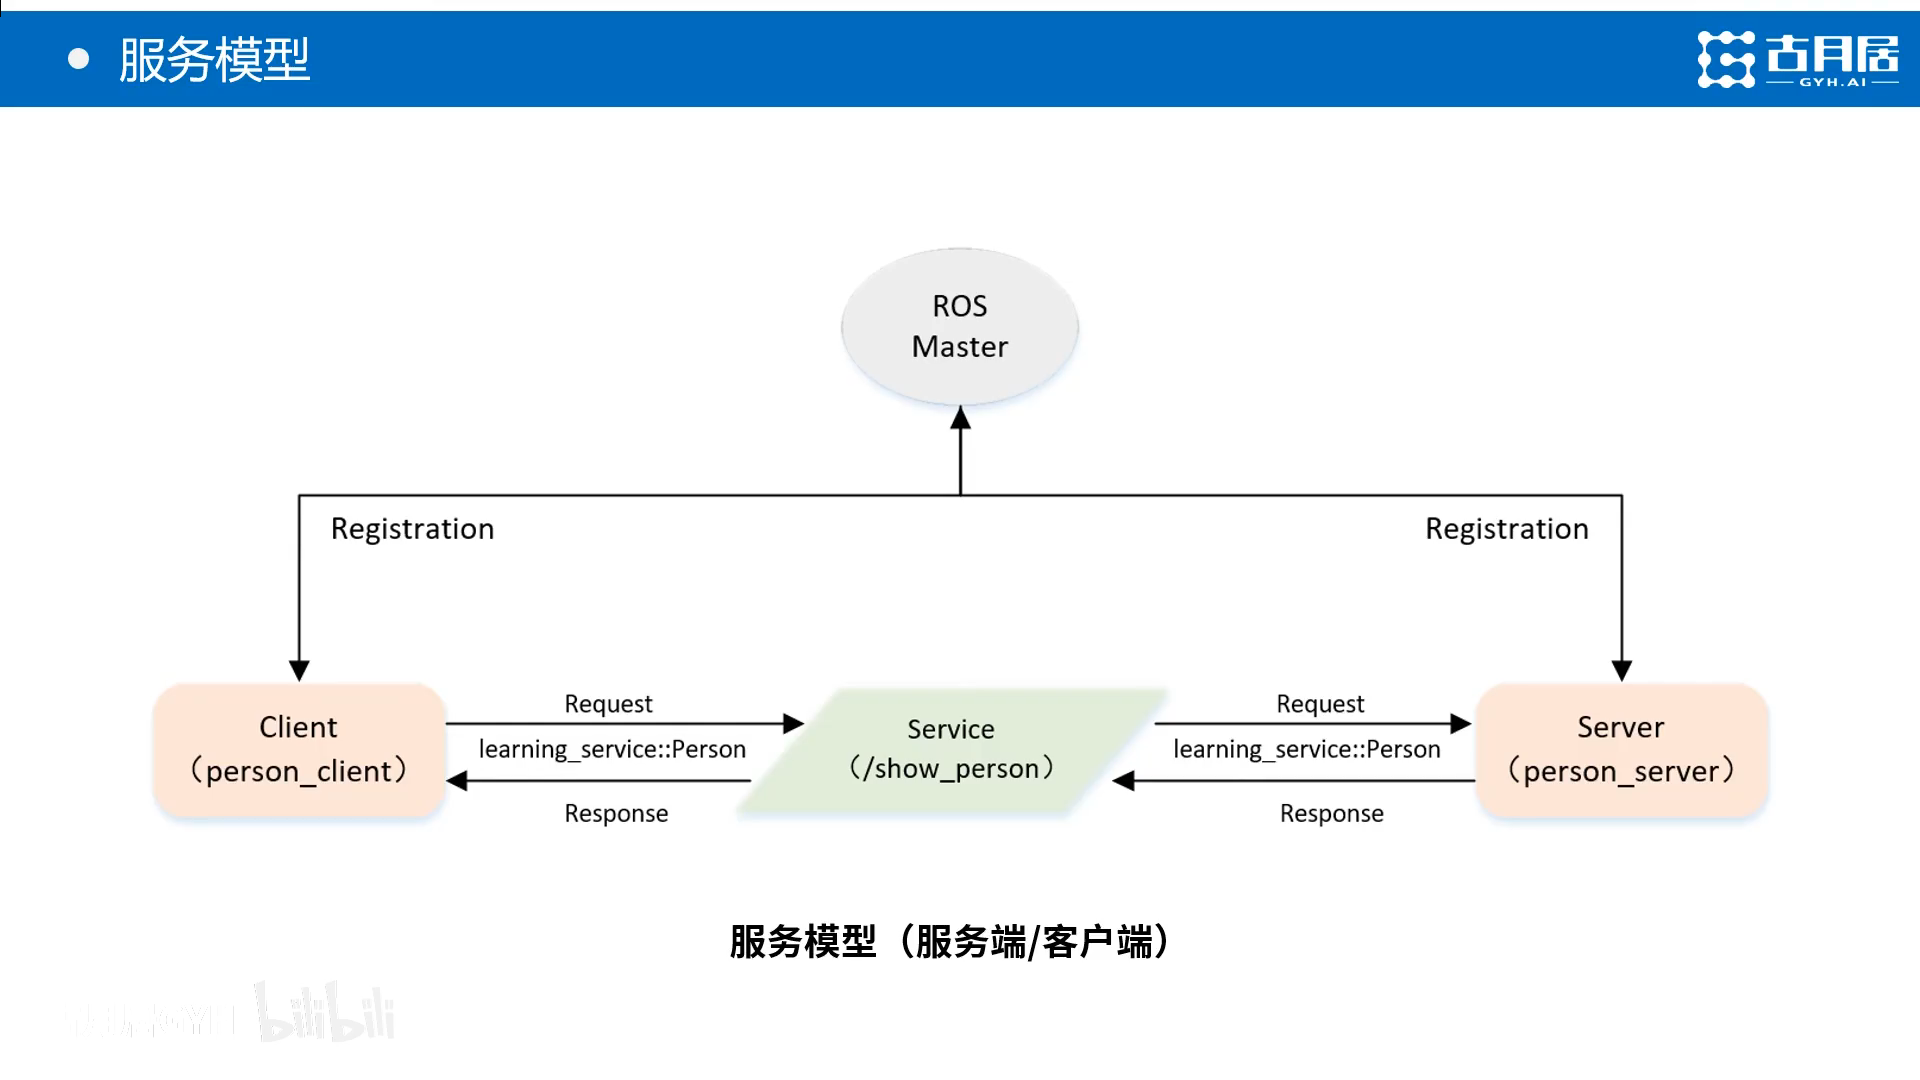 服务模型
古月居
GYH.AI
ROS
Master
Registration
Registration
Client
（person_client）
Request
learning_service::Person
Response
Service
（/show_person）
Request
learning_service::Person
Response
Server
（person_server）
服务模型（服务端/客户端）
bilibili